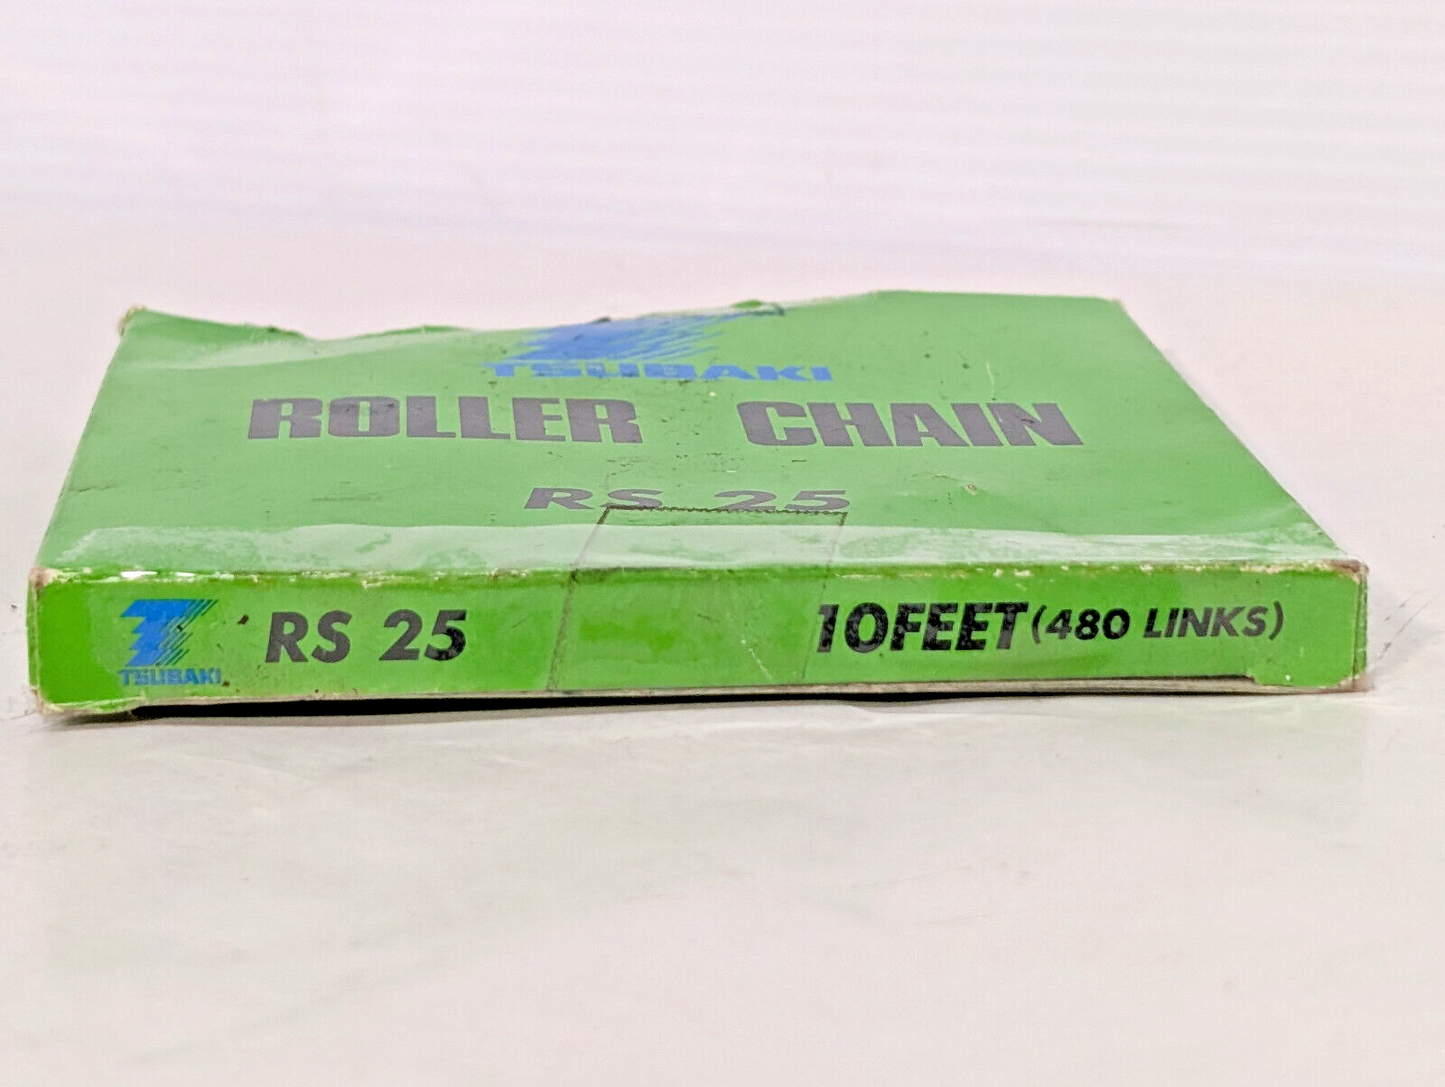 TSUBAKI
ROLLER CHAIN
RS 25
TSUBAKI
RS 25
10FEET (480 LINKS)